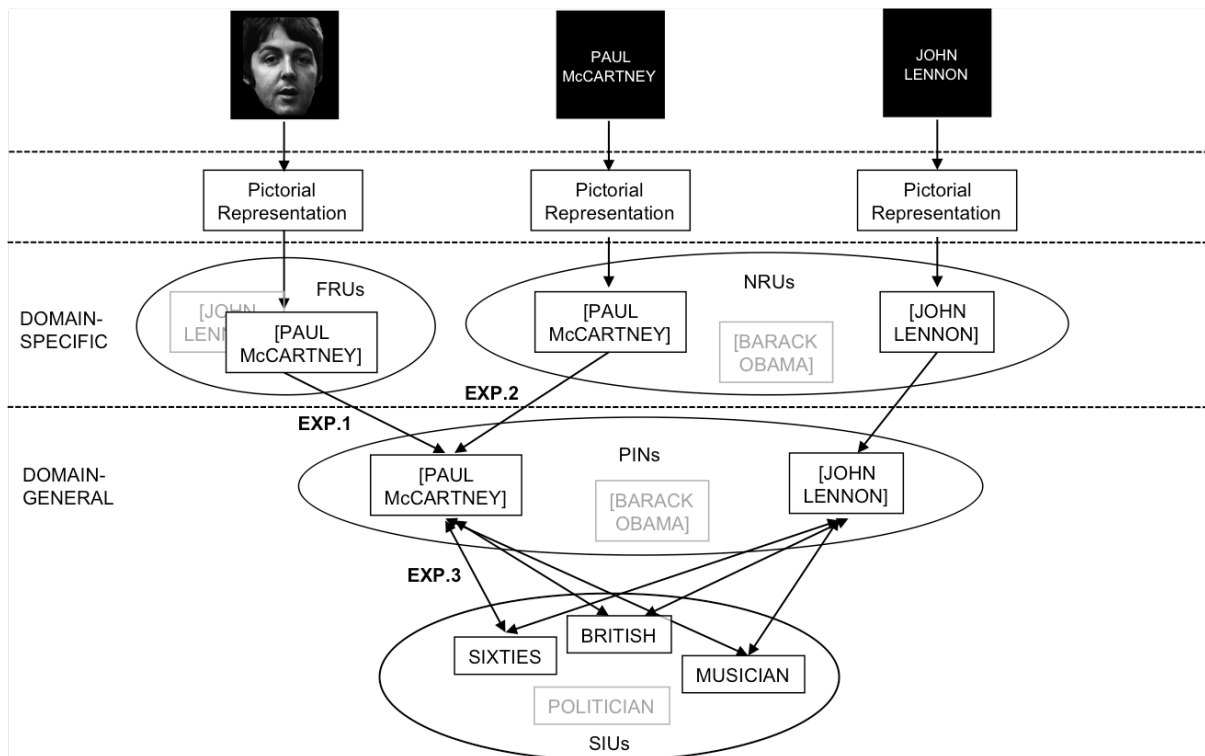 PAUL
McCARTNEY
JOHN
LENNON
Pictorial
Representation
Pictorial
Representation
Pictorial
Representation
DOMAIN-
SPECIFIC
FRUs
[JOHN
[PAUL
McCARTNEY]
NRUs
[PAUL
McCARTNEY]
[BARACK
OBAMA]
[JOHN
LENNON]
EXP.1
EXP.2
DOMAIN-
GENERAL
PINs
[PAUL
McCARTNEY]
[BARACK
OBAMA]
[JOHN
LENNON]
EXP.3
SIXTIES
BRITISH
MUSICIAN
POLITICIAN
SIUs